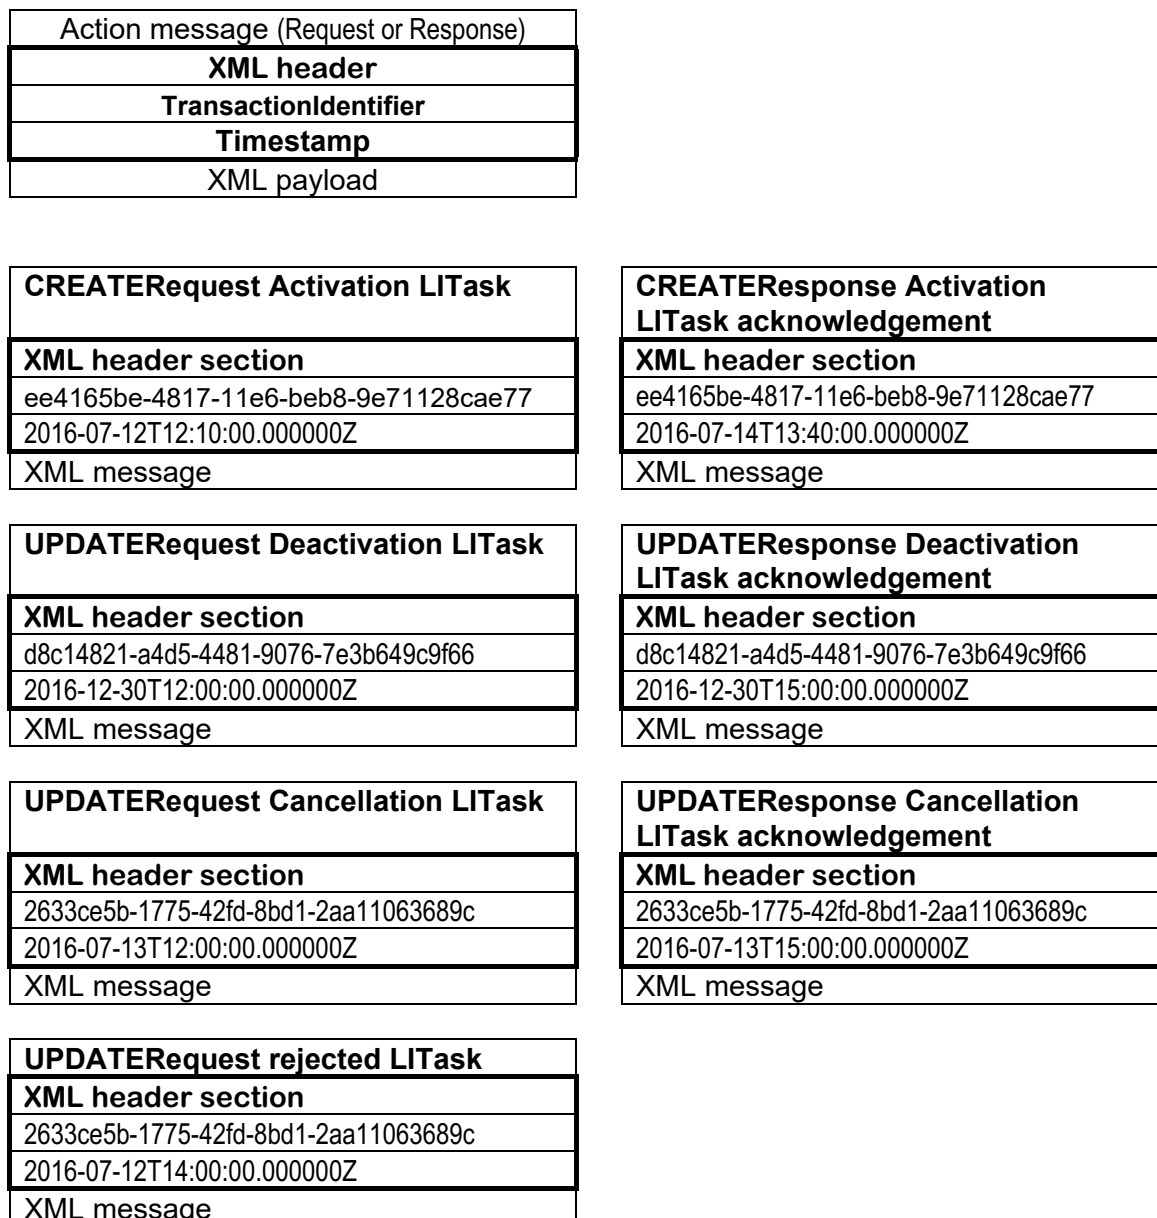 Action message (Request or Response)
XML header
TransactionIdentifier
Timestamp
XML payload
CREATERequest Activation LITask
XML header section
ee4165be-4817-11e6-beb8-9e71128cae77
2016-07-12T12:10:00.000000Z
XML message
CREATEResponse Activation
LITask acknowledgement
XML header section
ee4165be-4817-11e6-beb8-9e71128cae77
2016-07-14T13:40:00.000000Z
XML message
UPDATERequest Deactivation LITask
XML header section
d8c14821-a4d5-4481-9076-7e3b649c9f66
2016-12-30T12:00:00.000000Z
XML message
UPDATEResponse Deactivation
LITask acknowledgement
XML header section
d8c14821-a4d5-4481-9076-7e3b649c9f66
2016-12-30T15:00:00.000000Z
XML message
UPDATERequest Cancellation LITask
XML header section
2633ce5b-1775-42fd-8bd1-2aa11063689c
2016-07-13T12:00:00.000000Z
XML message
UPDATEResponse Cancellation
LITask acknowledgement
XML header section
2633ce5b-1775-42fd-8bd1-2aa11063689c
2016-07-13T15:00:00.000000Z
XML message
UPDATERequest rejected LITask
XML header section
2633ce5b-1775-42fd-8bd1-2aa11063689c
2016-07-12T14:00:00.000000Z
XML message